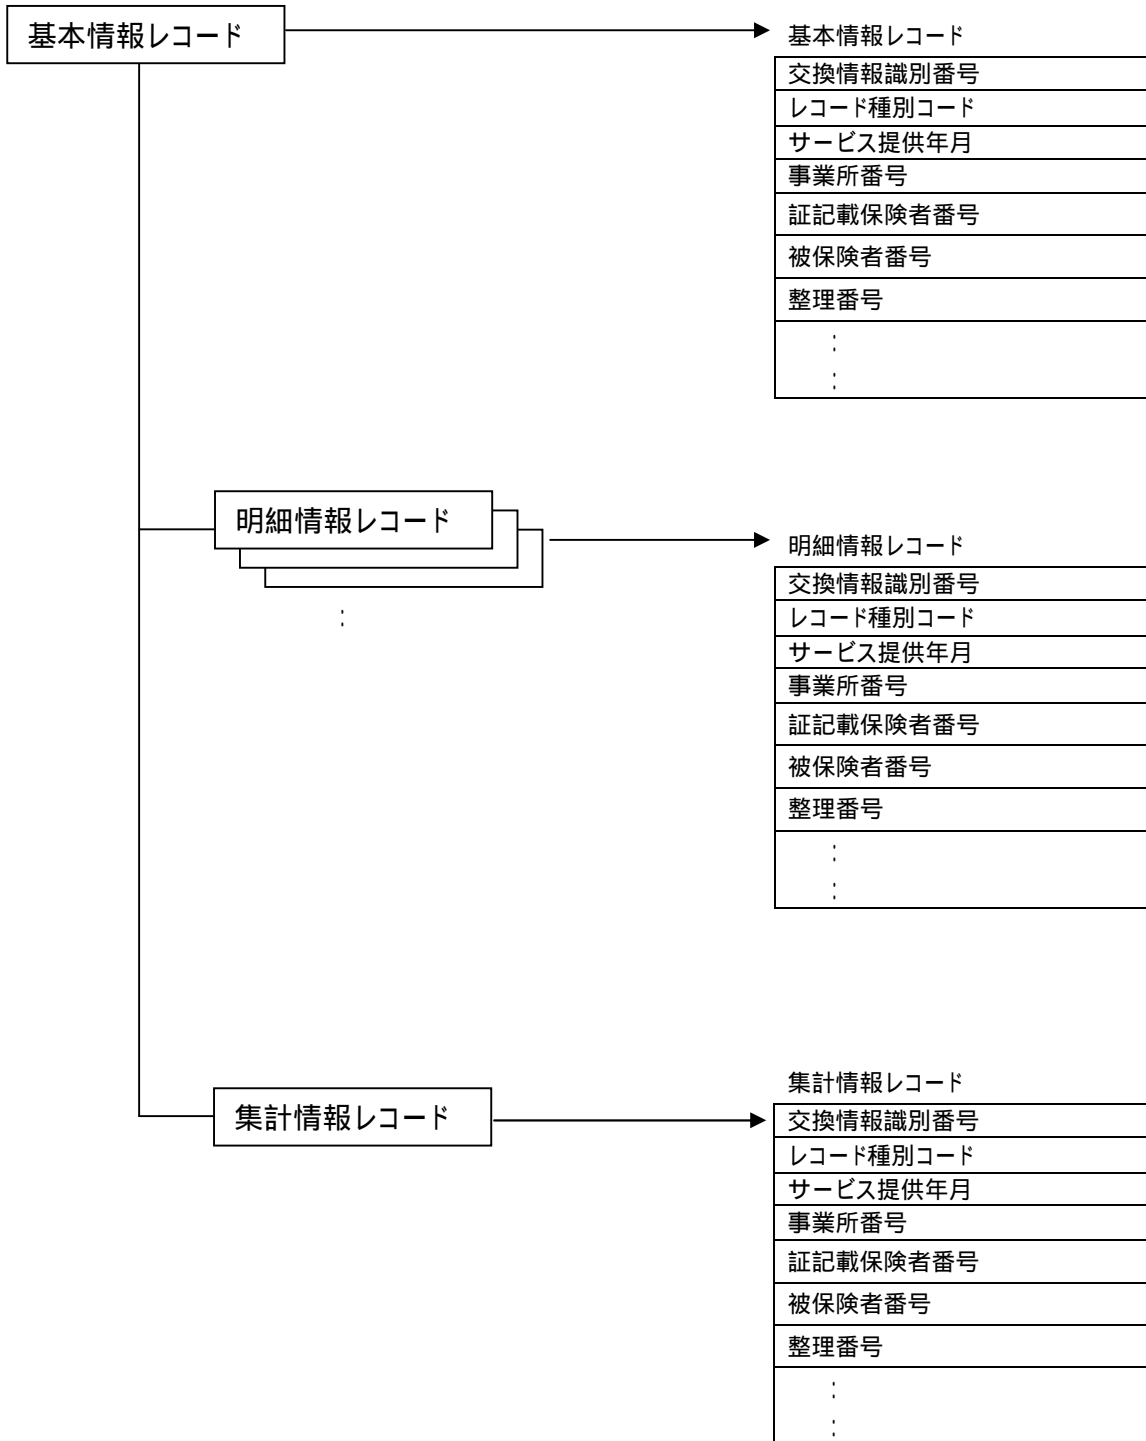 基本情報レコード
基本情報レコード
交換情報識別番号
レコード種別コード
サービス提供年月
事業所番号
証記載保険者番号
被保険者番号
整理番号
:
:
明細情報レコード
:
明細情報レコード
交換情報識別番号
レコード種別コード
サービス提供年月
事業所番号
証記載保険者番号
被保険者番号
整理番号
:
:
集計情報レコード
集計情報レコード
交換情報識別番号
レコード種別コード
サービス提供年月
事業所番号
証記載保険者番号
被保険者番号
整理番号
:
: